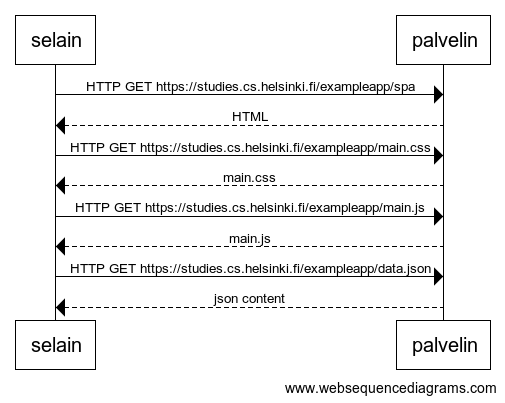 selain palvelin
HTTP GET https://studies.cs.helsinki.fi/exampleapp/spa
HTML
HTTP GET https://studies.cs.helsinki.fi/exampleapp/main.css
main.css
HTTP GET https://studies.cs.helsinki.fi/exampleapp/main.js
main.js
HTTP GET https://studies.cs.helsinki.fi/exampleapp/data.json
json content
selain palvelin
www.websequencediagrams.com